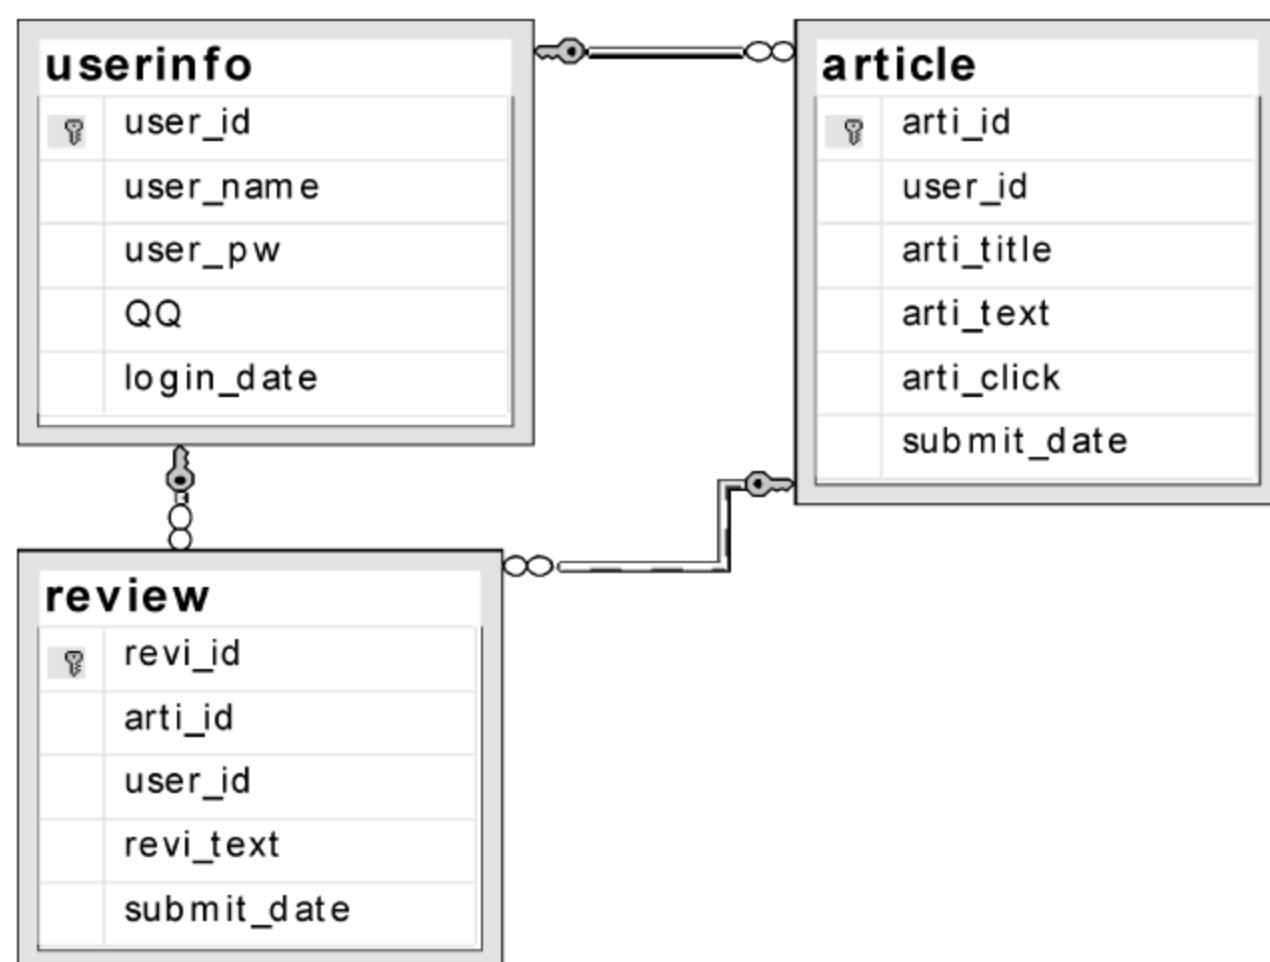 userinfo
user_id
user_name
user_pw
QQ
login_date
article
arti_id
user_id
arti_title
arti_text
arti_click
submit_date
review
revi_id
arti_id
user_id
revi_text
submit_date